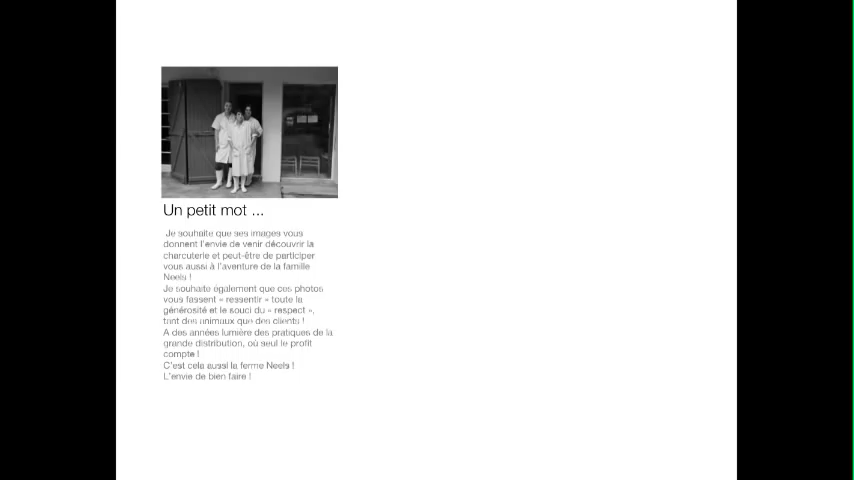 Un petit mot ...
Je souhaite que ses images vous
donnent l'envie de venir découvrir la
charcuterie et peut-être de participer
vous aussi à l'aventure de la famille
Neels !
Je souhaite également que ces photos
vous fassent « ressentir » toute la
générosité et le souci du « respect »,
tant des animaux que des clients !
A des années lumière des pratiques de la
grande distribution, où seul le profit
compte !
C'est cela aussi la ferme Neels !
L'envie de bien faire !